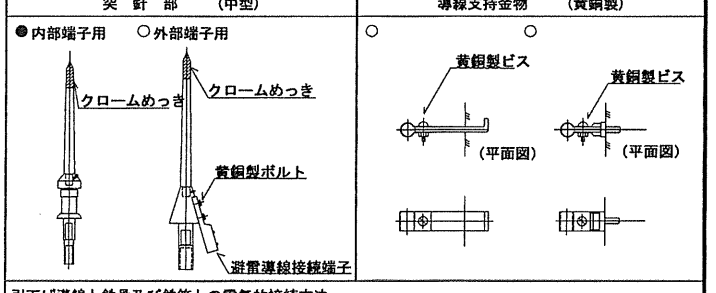 突 針 部 (中型)
導線支持金物 (黄銅製)
●内部端子用 ○外部端子用
○ ○
クロームめっき
クロームめっき
黄銅製ボルト
避雷導線接続端子
黄銅製ビス
黄銅製ビス
(平面図)
(平面図)